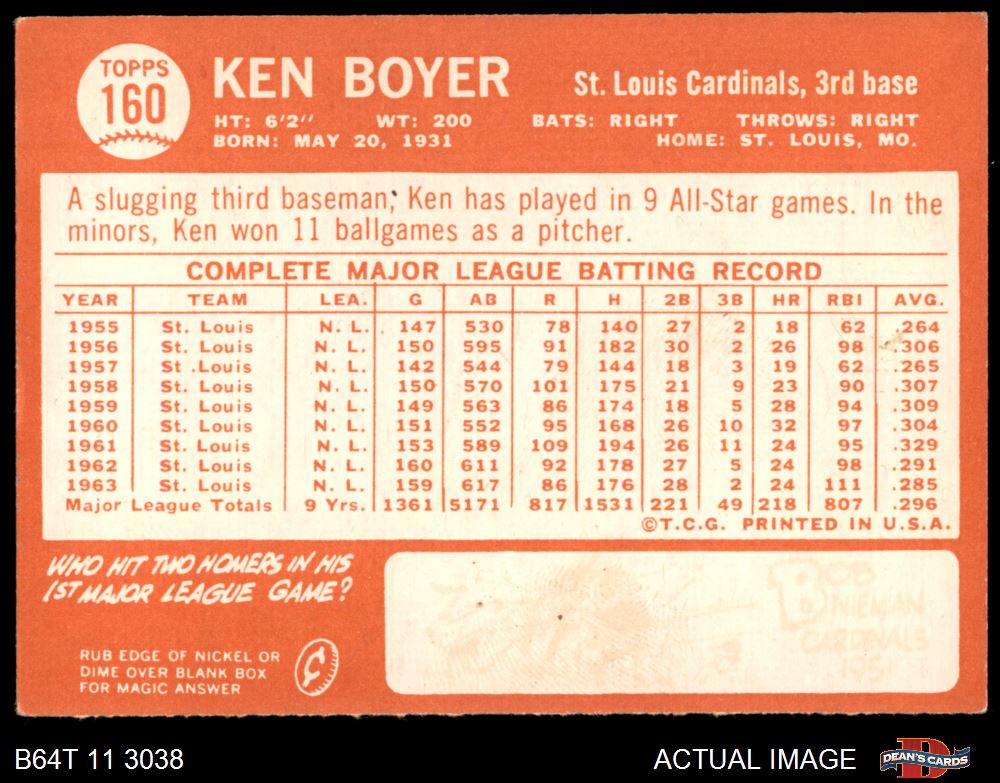 TOPPS
160
KEN BOYER
St. Louis Cardinals, 3rd base
HT: 6'2" WT: 200 BATS: RIGHT THROWS: RIGHT
BORN: MAY 20, 1931 HOME: ST. LOUIS, MO.
A slugging third baseman; Ken has played in 9 All-Star games. In the
minors, Ken won 11 ballgames as a pitcher.
COMPLETE MAJOR LEAGUE BATTING RECORD
YEAR TEAM LEA. G AB R H 2B 3B HR RBI AVG.
1955 St. Louis N. L. 147 530 78 140 27 2 18 62 .264
1956 St. Louis N. L. 150 595 91 182 30 2 26 98 .306
1957 St .Louis N. L. 142 544 79 144 18 3 19 62 .265
1958 St. Louis N. L. 150 570 101 175 21 9 23 90 .307
1959 St. Louis N. L. 149 563 86 174 18 5 28 94 .309
1960 St. Louis N. L. 151 552 95 168 26 10 32 97 .304
1961 St. Louis N. L. 153 589 109 194 26 11 24 95 .329
1962 St. Louis N. L. 160 611 92 178 27 5 24 98 .291
1963 St. Louis N. L. 159 617 86 176 28 2 24 111 .285
Major League Totals 9 Yrs. 1361 5171 817 1531 221 49 218 807 .296
©T.C.G. PRINTED IN U.S.A.
WHO HIT TWO HOMERS IN HIS
1ST MAJOR LEAGUE GAME?
RUB EDGE OF NICKEL OR
DIME OVER BLANK BOX
FOR MAGIC ANSWER
BOB
NIEMAN
CARDINALS
1951
B64T 11 3038
ACTUAL IMAGE
DEAN'S CARDS